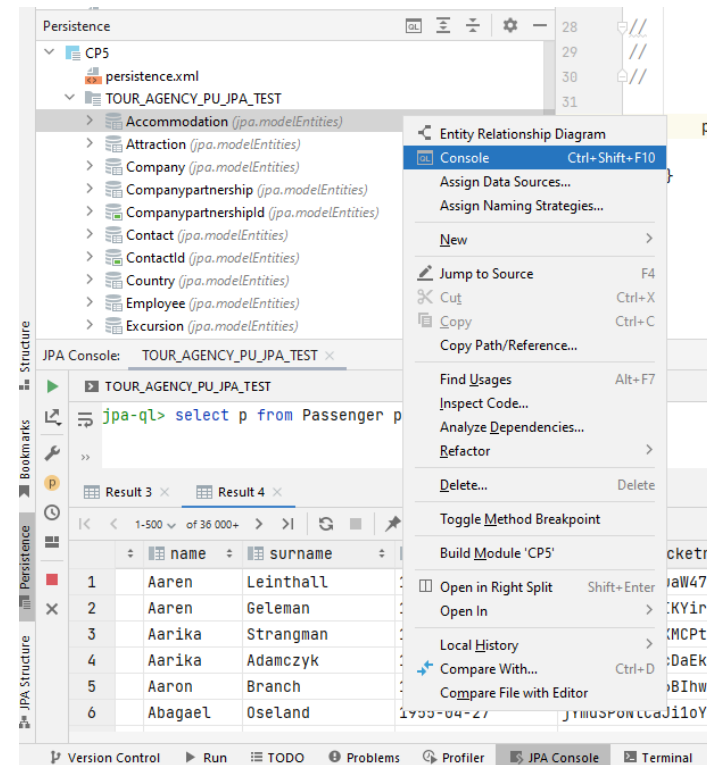 Persistence
CP5
persistence.xml
TOUR_AGENCY_PU_JPA_TEST
Accommodation (jpa.modelEntities)
Attraction (jpa.modelEntities)
Company (jpa.modelEntities)
Companypartnership (jpa.modelEntities)
CompanypartnershipId (jpa.modelEntities)
Contact (jpa.modelEntities)
ContactId (jpa.modelEntities)
Country (jpa.modelEntities)
Employee (jpa.modelEntities)
Excursion (jpa.modelEntities)
28 //
29 //
30 //
31
p
}
Entity Relationship Diagram
QL Console Ctrl+Shift+F10
Assign Data Sources...
Assign Naming Strategies...
New
Jump to Source F4
Cut Ctrl+X
Copy Ctrl+C
Copy Path/Reference...
Find Usages Alt+F7
Inspect Code...
Analyze Dependencies...
Refactor
Delete... Delete
Toggle Method Breakpoint
Build Module 'CP5'
Open in Right Split Shift+Enter
Open In
Local History
Compare With... Ctrl+D
Compare File with Editor
Structure
Bookmarks
Persistence
JPA Structure
JPA Console: TOUR_AGENCY_PU_JPA_TEST
TOUR_AGENCY_PU_JPA_TEST
jpa-ql> select p from Passenger p
Result 3 Result 4
1-500 of 36 000+
name surname
1 Aaren Leinthall
2 Aaren Geleman
3 Aarika Strangman
4 Aarika Adamczyk
5 Aaron Branch
6 Abagael Oseland 1955-04-27
Version Control Run TODO Problems Profiler JPA Console Terminal